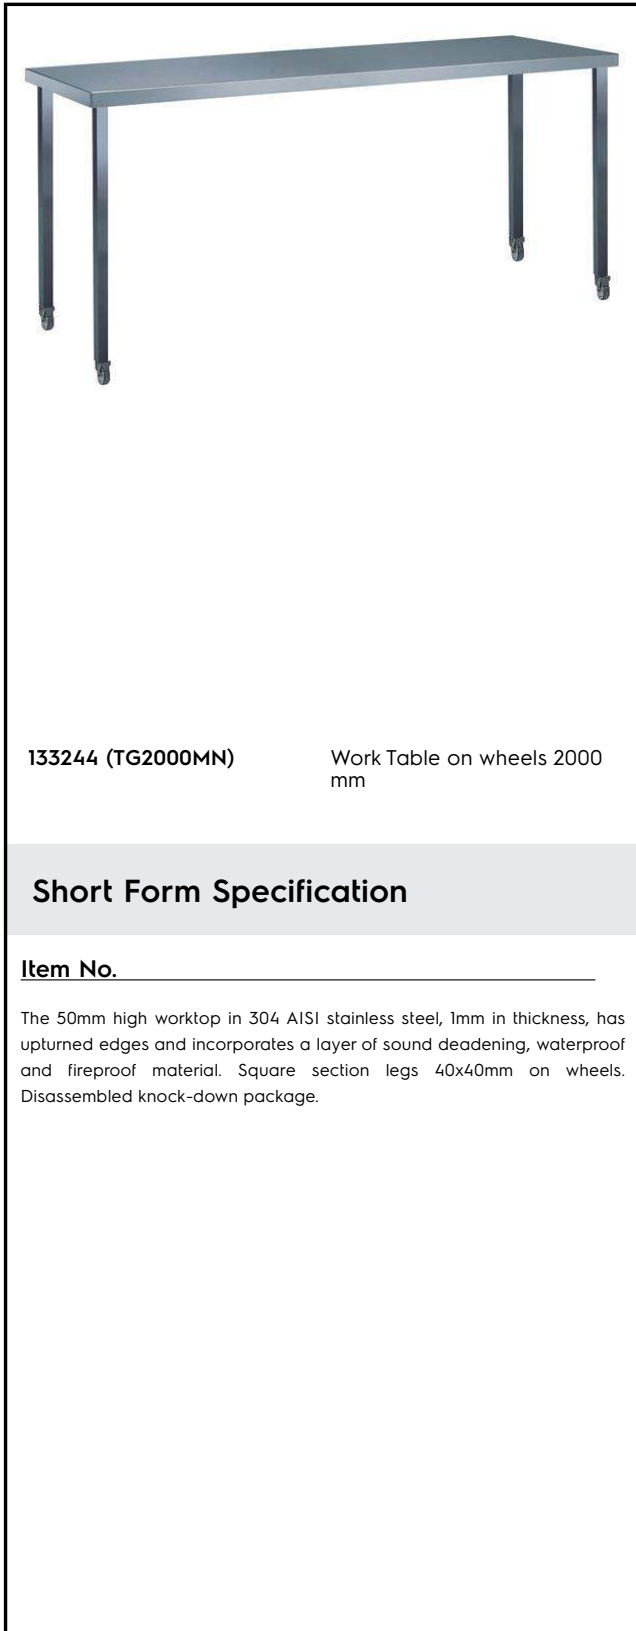 133244 (TG2000MN)
Work Table on wheels 2000
mm
Short Form Specification
Item No.
The 50mm high worktop in 304 AISI stainless steel, 1mm in thickness, has
upturned edges and incorporates a layer of sound deadening, waterproof
and fireproof material. Square section legs 40x40mm on wheels.
Disassembled knock-down package.